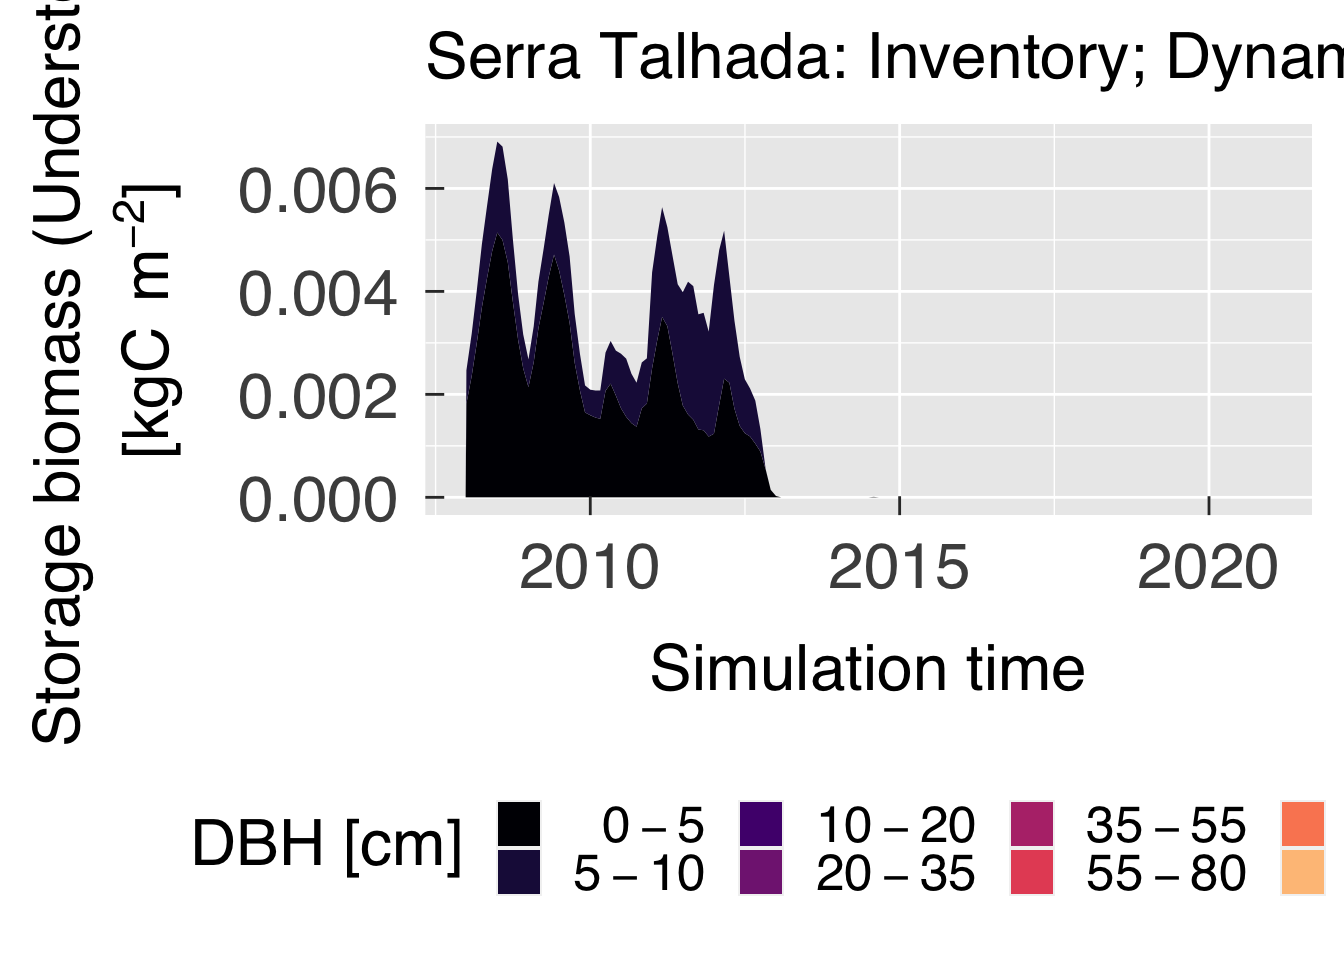 Serra Talhada: Inventory; Dynam
Storage biomass (Underst
[kgC m⁻²]
0.006
0.004
0.002
0.000
2010 2015 2020
Simulation time
DBH [cm]
0 – 5 10 – 20 35 – 55
5 – 10 20 – 35 55 – 80